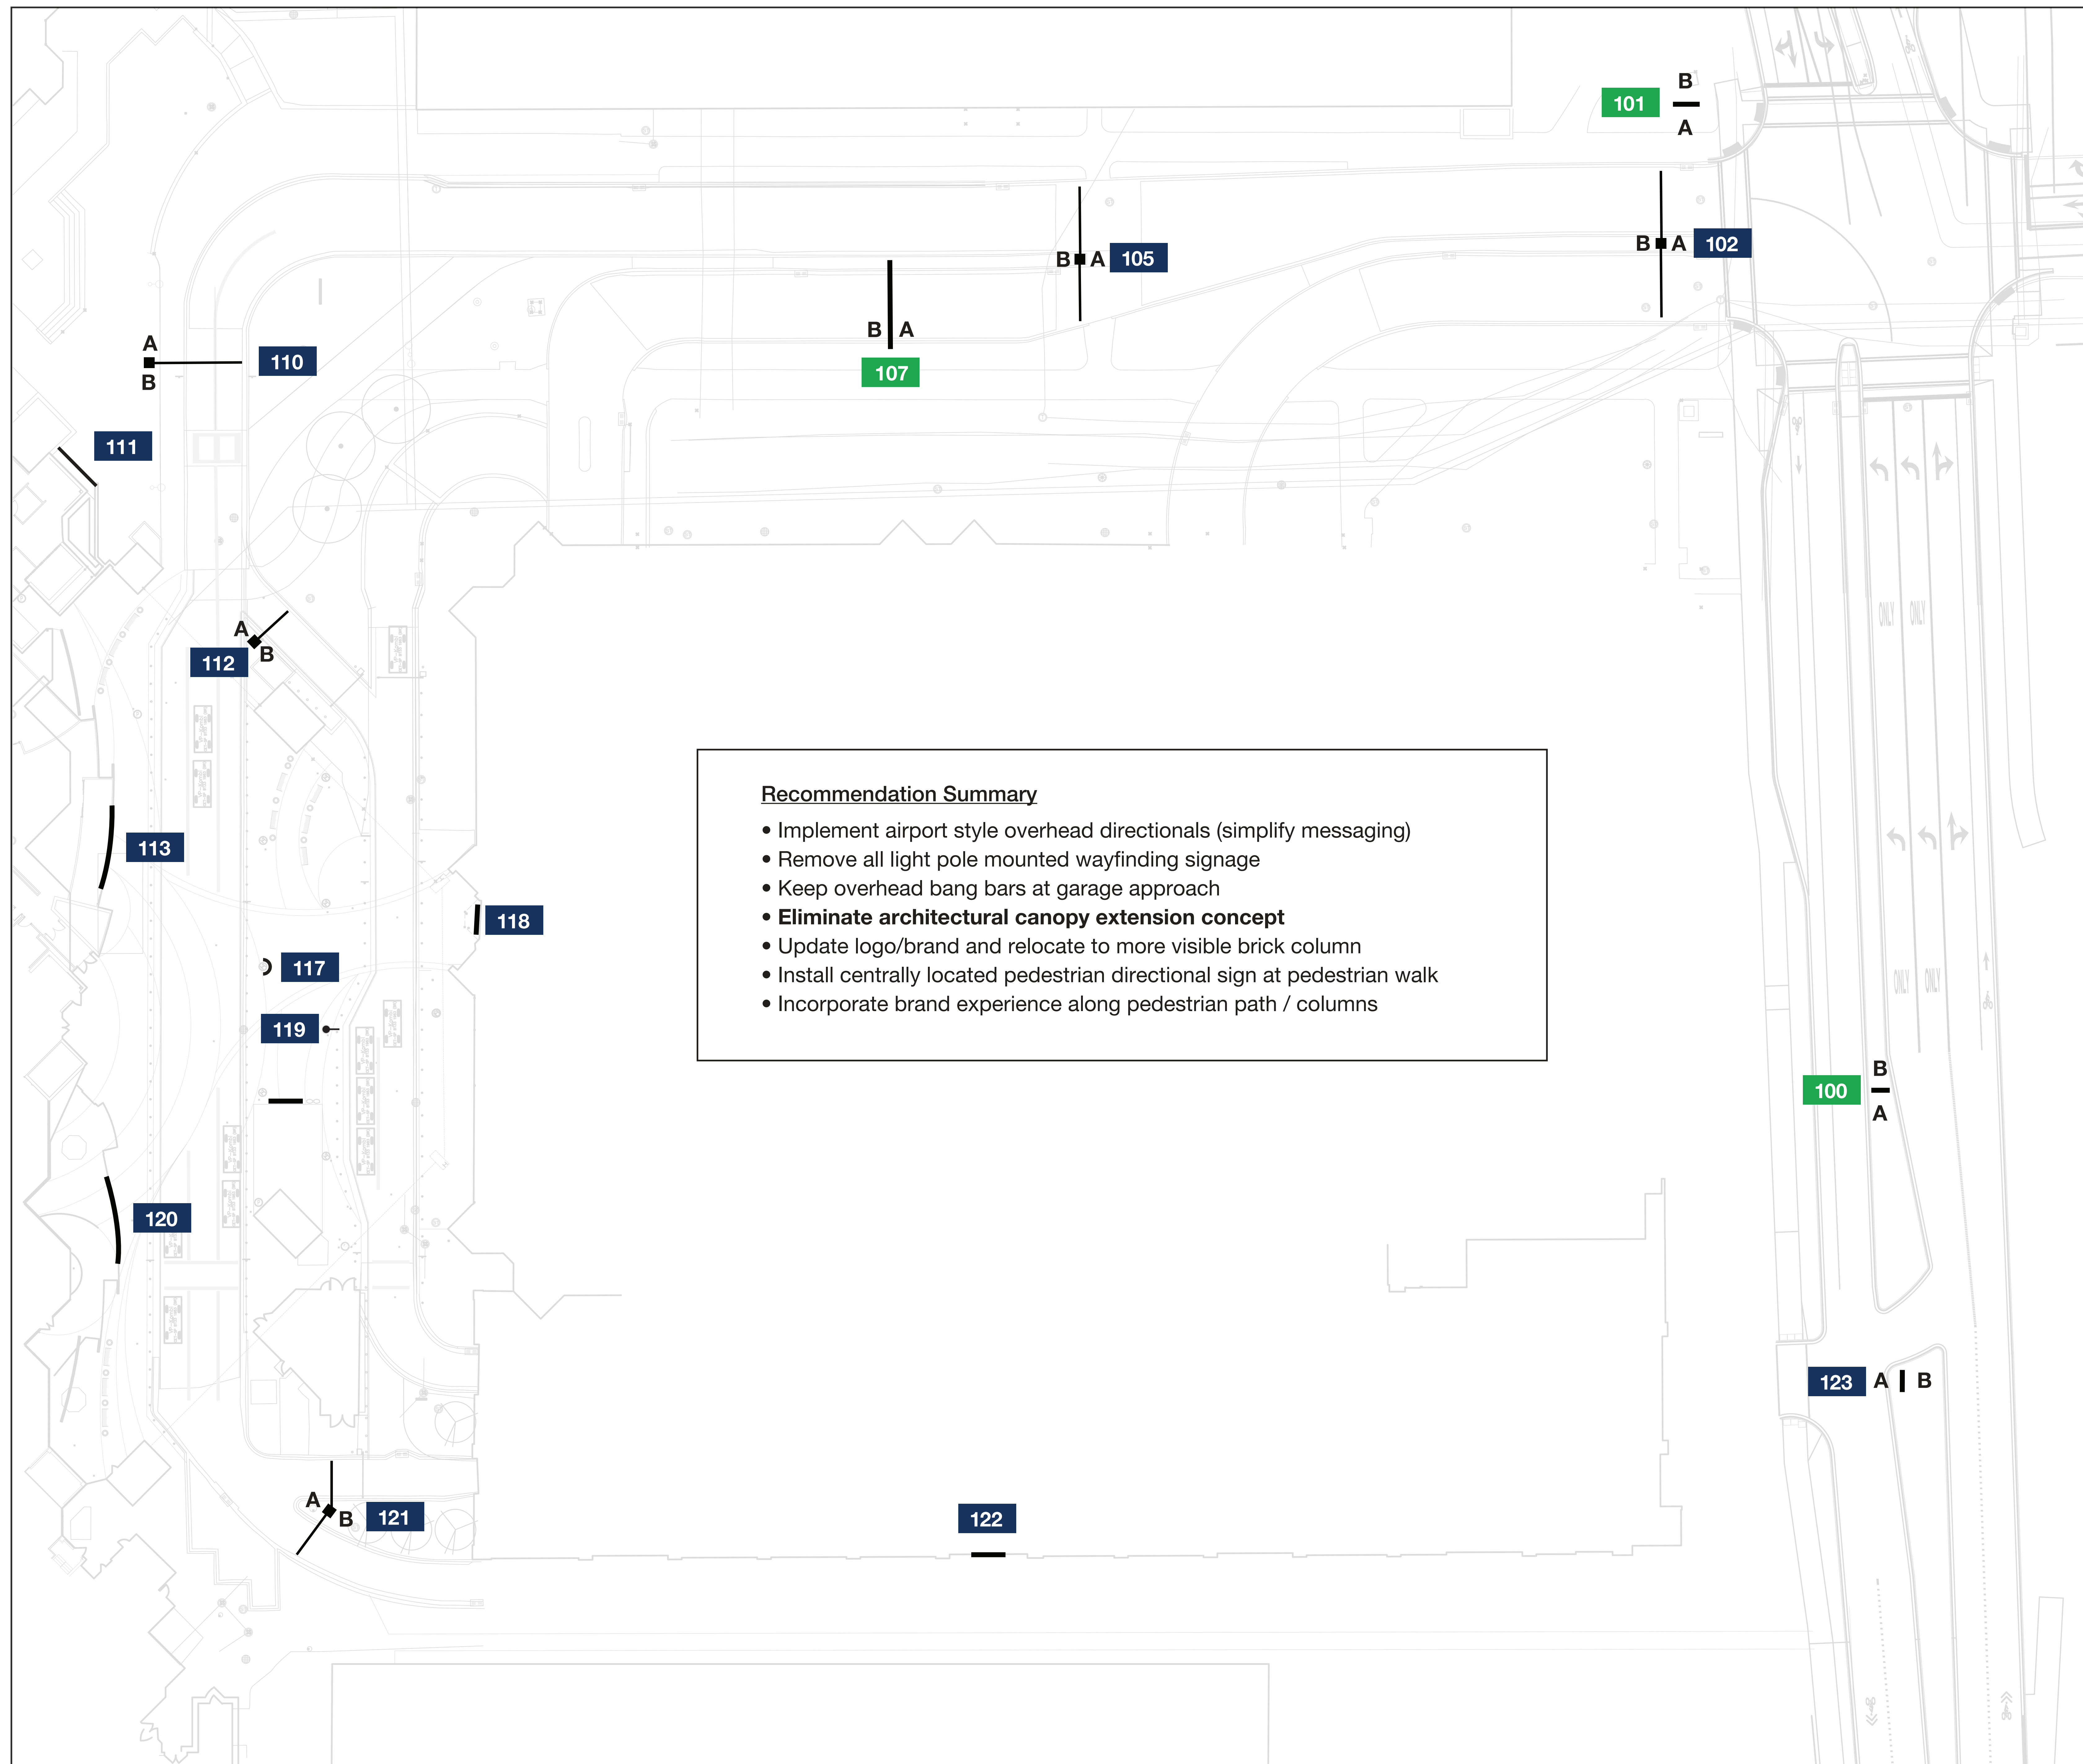 B
101
A
B A 102
B A 105
B A
107
A
110
B
111
A
B
112
113
118
117
119
120
Recommendation Summary
• Implement airport style overhead directionals (simplify messaging)
• Remove all light pole mounted wayfinding signage
• Keep overhead bang bars at garage approach
• Eliminate architectural canopy extension concept
• Update logo/brand and relocate to more visible brick column
• Install centrally located pedestrian directional sign at pedestrian walk
• Incorporate brand experience along pedestrian path / columns
ONLY ONLY
ONLY ONLY
B
100
A
123 A B
A
B 121
122